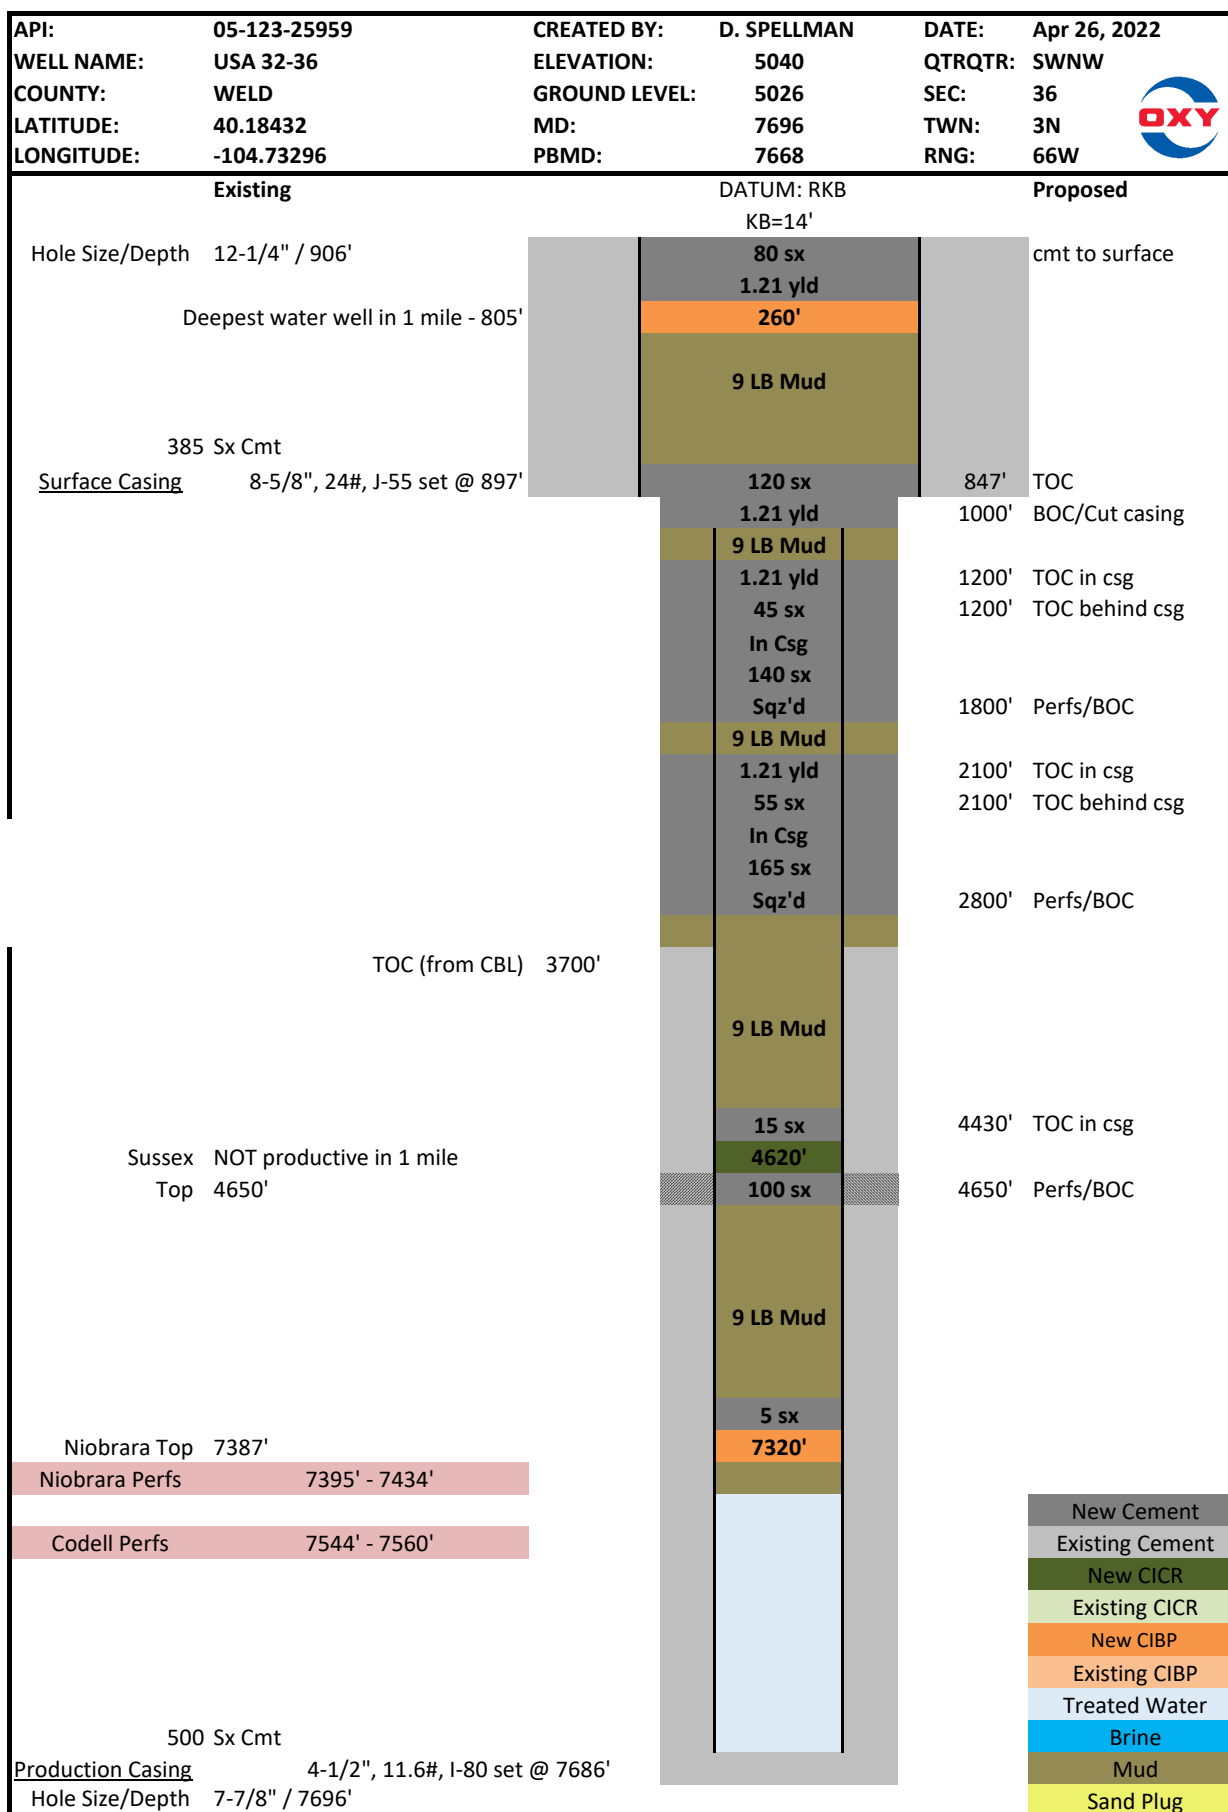 API: 05-123-25959 CREATED BY: D. SPELLMAN DATE: Apr 26, 2022
WELL NAME: USA 32-36 ELEVATION: 5040 QTRQTR: SWNW
COUNTY: WELD GROUND LEVEL: 5026 SEC: 36
LATITUDE: 40.18432 MD: 7696 TWN: 3N
LONGITUDE: -104.73296 PBMD: 7668 RNG: 66W
OXY
Existing DATUM: RKB Proposed
KB=14'
Hole Size/Depth 12-1/4" / 906' 80 sx cmt to surface
1.21 yld
Deepest water well in 1 mile - 805' 260'
9 LB Mud
385 Sx Cmt
Surface Casing 8-5/8", 24#, J-55 set @ 897' 120 sx 847' TOC
1.21 yld 1000' BOC/Cut casing
9 LB Mud
1.21 yld 1200' TOC in csg
45 sx 1200' TOC behind csg
In Csg
140 sx
Sqz'd 1800' Perfs/BOC
9 LB Mud
1.21 yld 2100' TOC in csg
55 sx 2100' TOC behind csg
In Csg
165 sx
Sqz'd 2800' Perfs/BOC
TOC (from CBL) 3700'
9 LB Mud
15 sx 4430' TOC in csg
Sussex NOT productive in 1 mile 4620'
Top 4650' 100 sx 4650' Perfs/BOC
9 LB Mud
5 sx
Niobrara Top 7387' 7320'
Niobrara Perfs 7395' - 7434'
New Cement
Codell Perfs 7544' - 7560' Existing Cement
New CICR
Existing CICR
New CIBP
Existing CIBP
Treated Water
500 Sx Cmt Brine
Production Casing 4-1/2", 11.6#, I-80 set @ 7686' Mud
Hole Size/Depth 7-7/8" / 7696' Sand Plug